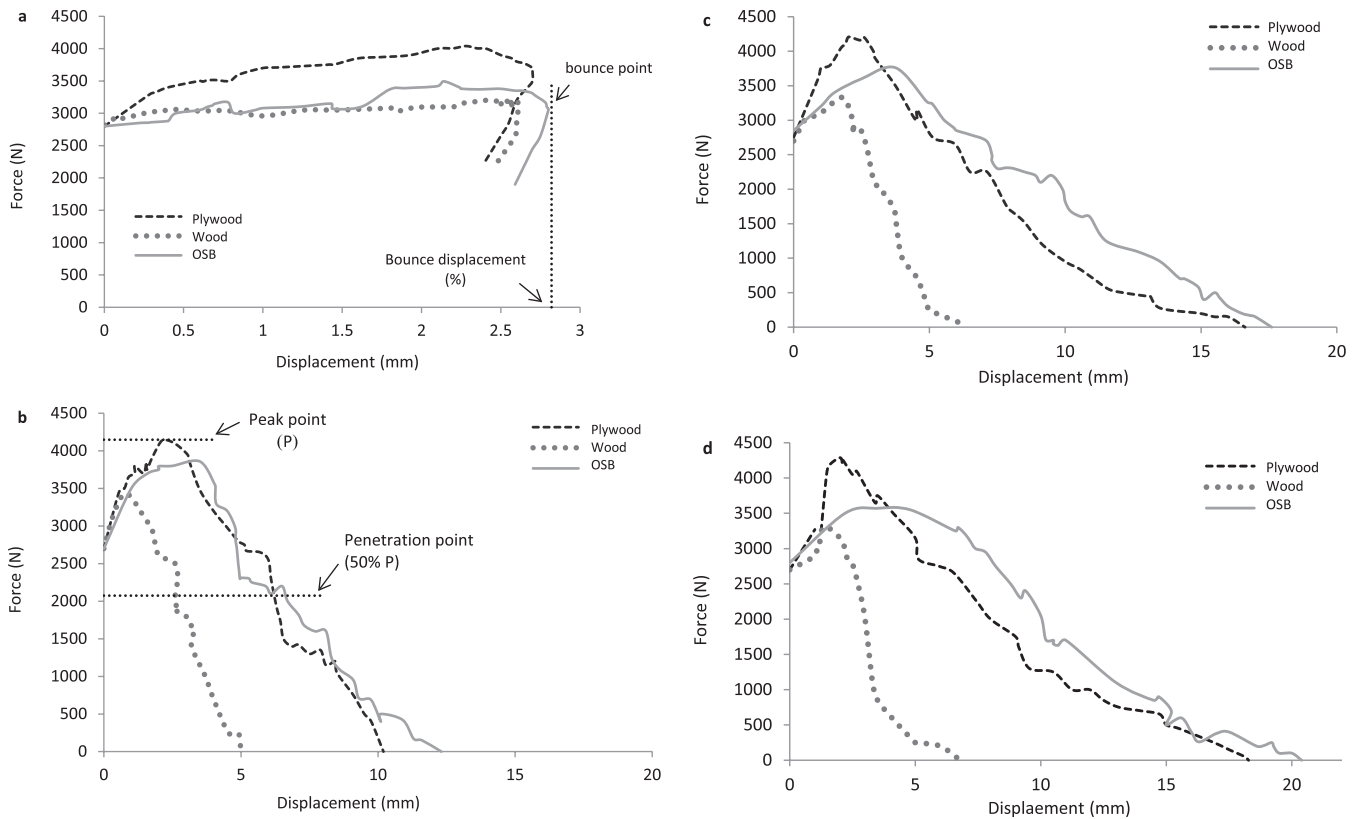 a
4500
4000
3500
3000
2500
2000
1500
1000
500
0
Force (N)
0
0.5
1
1.5
2
2.5
3
Displacement (mm)
Plywood
Wood
OSB
bounce point
Bounce displacement
(%)
b
4500
4000
3500
3000
2500
2000
1500
1000
500
0
Force (N)
0
5
10
15
20
Displacement (mm)
Peak point
(P)
Penetration point
(50% P)
Plywood
Wood
OSB
c
4500
4000
3500
3000
2500
2000
1500
1000
500
0
Force (N)
0
5
10
15
20
Displacement (mm)
Plywood
Wood
OSB
d
4500
4000
3500
3000
2500
2000
1500
1000
500
0
Force (N)
0
5
10
15
20
Displaement (mm)
Plywood
Wood
OSB